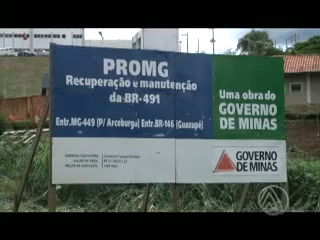 PROMG
Recuperação e manutenção
da BR-491
Entr.MG-449 (P/ Arceburgo) Entr.BR-146 (Guaxupé)
Uma obra do
GOVERNO
DE MINAS
GOVERNO
DE MINAS